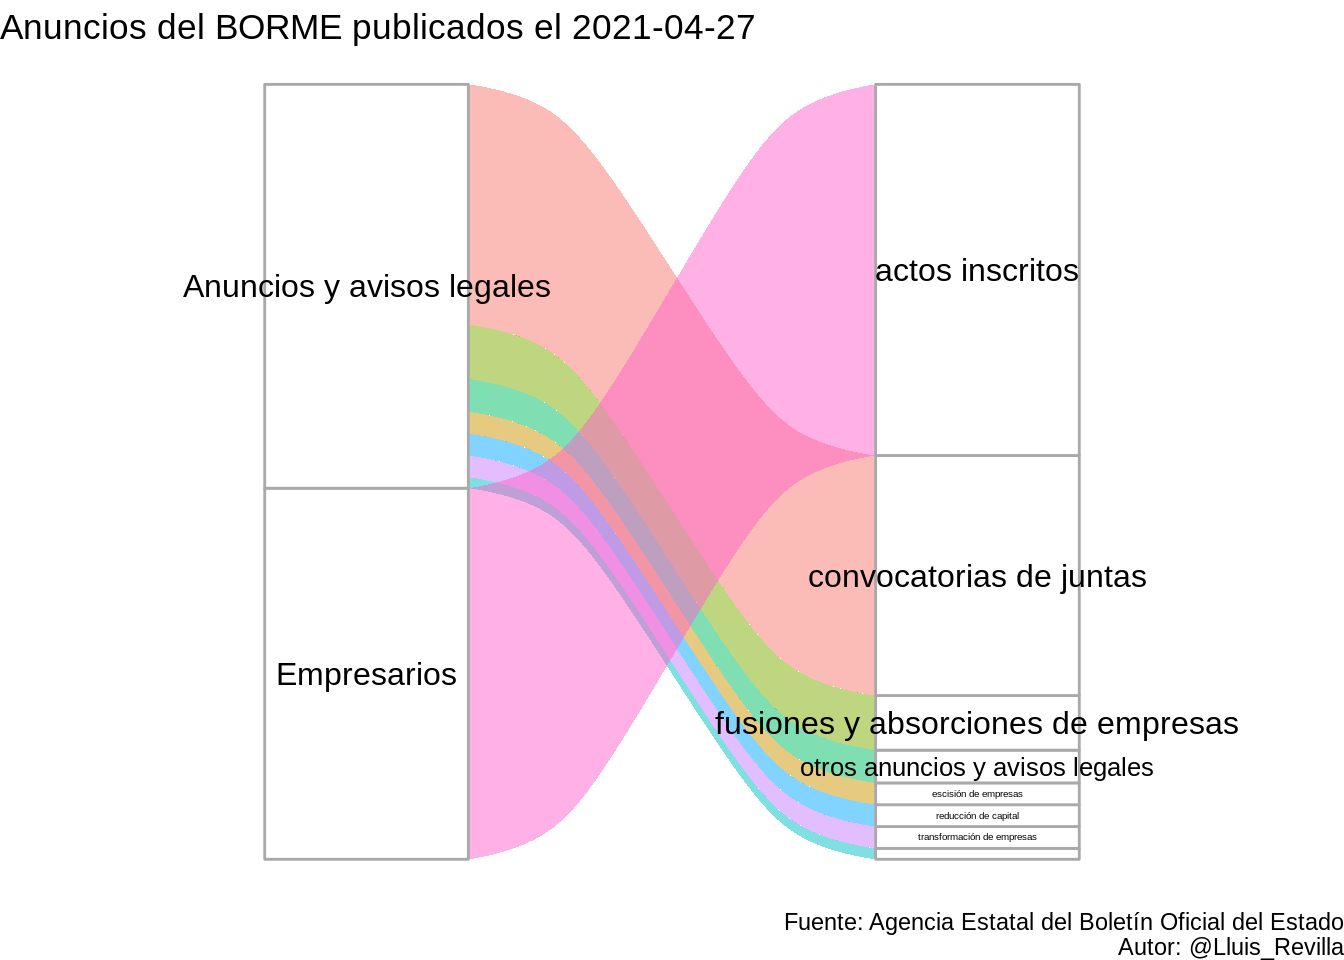 Anuncios del BORME publicados el 2021-04-27
Anuncios y avisos legales
Empresarios
actos inscritos
convocatorias de juntas
fusiones y absorciones de empresas
otros anuncios y avisos legales
escisión de empresas
reducción de capital
transformación de empresas
Fuente: Agencia Estatal del Boletín Oficial del Estado
Autor: @Lluis_Revilla